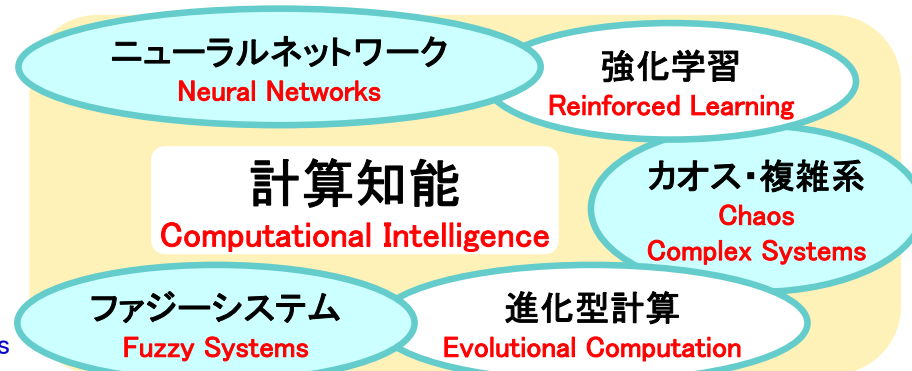 ニューラルネットワーク
Neural Networks
強化学習
Reinforced Learning
計算知能
Computational Intelligence
カオス・複雑系
Chaos
Complex Systems
ファジーシステム
Fuzzy Systems
進化型計算
Evolutional Computation
s